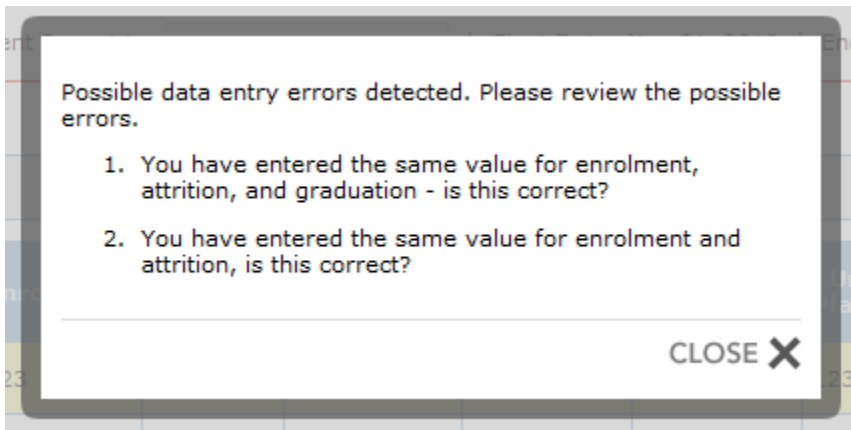 Possible data entry errors detected. Please review the possible
errors.
1. You have entered the same value for enrolment,
attrition, and graduation - is this correct?
2. You have entered the same value for enrolment and
attrition, is this correct?
CLOSE
23
23